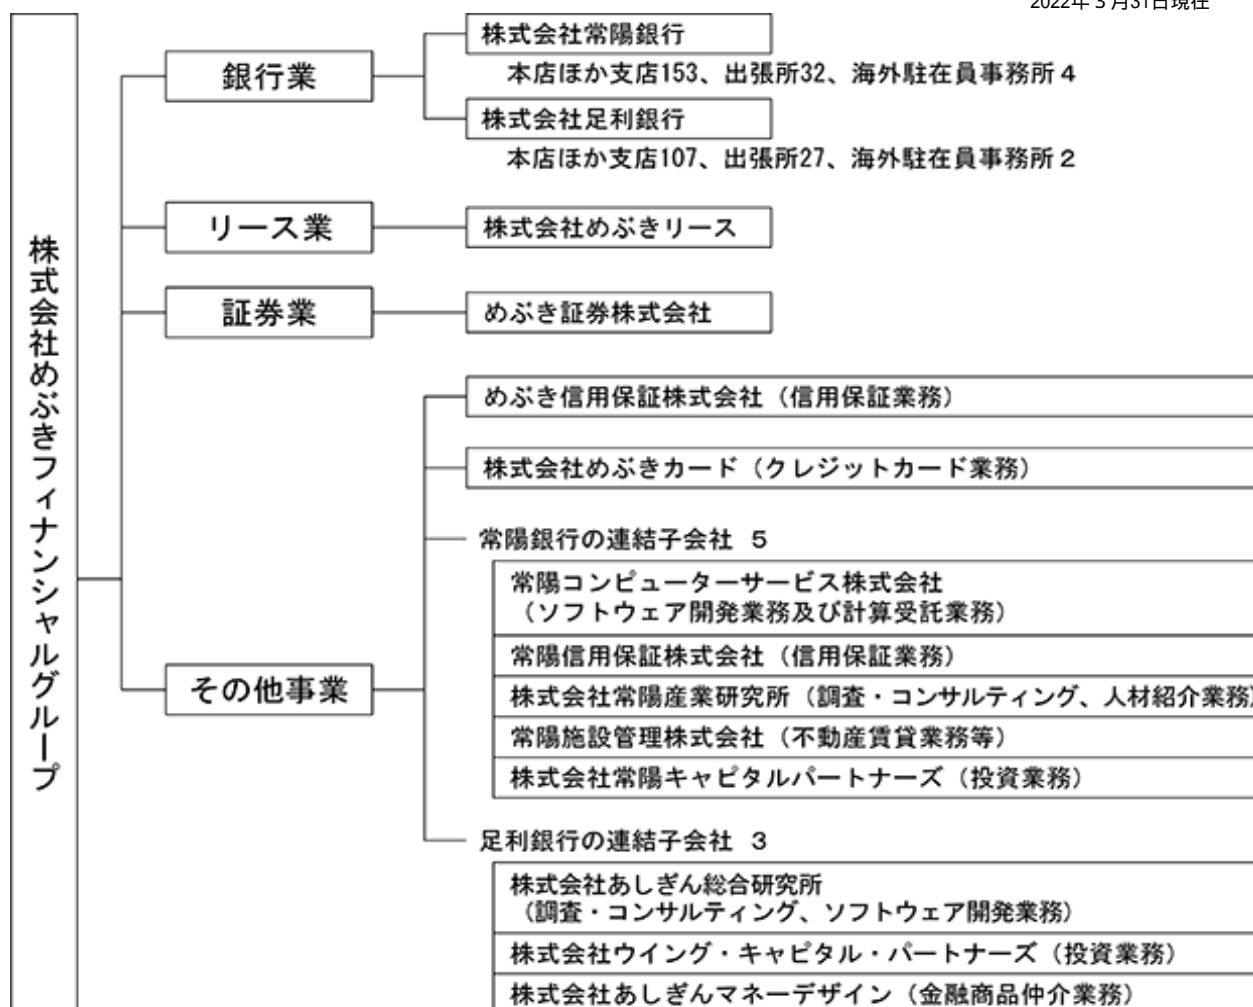 2022年3月31日現在
株式会社めぶきフィナンシャルグループ
銀行業
株式会社常陽銀行
本店ほか支店153、出張所32、海外駐在員事務所4
株式会社足利銀行
本店ほか支店107、出張所27、海外駐在員事務所2
リース業
株式会社めぶきリース
証券業
めぶき証券株式会社
その他事業
めぶき信用保証株式会社（信用保証業務）
株式会社めぶきカード（クレジットカード業務）
常陽銀行の連結子会社 5
常陽コンピューターサービス株式会社
（ソフトウェア開発業務及び計算受託業務）
常陽信用保証株式会社（信用保証業務）
株式会社常陽産業研究所（調査・コンサルティング、人材紹介業務）
常陽施設管理株式会社（不動産賃貸業務等）
株式会社常陽キャピタルパートナーズ（投資業務）
足利銀行の連結子会社 3
株式会社あしぎん総合研究所
（調査・コンサルティング、ソフトウェア開発業務）
株式会社ウイング・キャピタル・パートナーズ（投資業務）
株式会社あしぎんマネーデザイン（金融商品仲介業務）